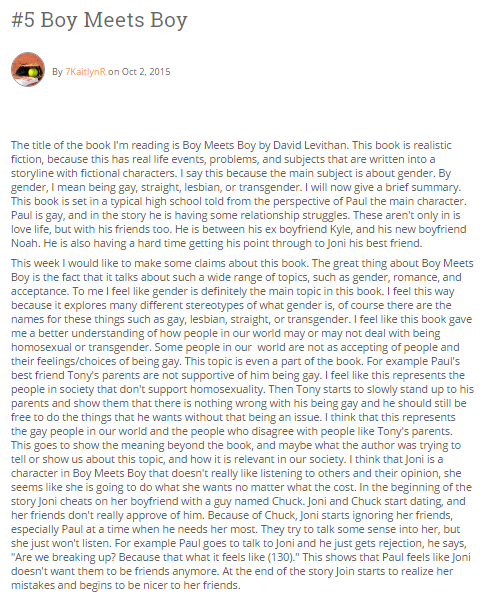 #5 Boy Meets Boy
By 7KaitlynR on Oct 2, 2015
The title of the book I'm reading is Boy Meets Boy by David Levithan. This book is realistic
fiction, because this has real life events, problems, and subjects that are written into a
storyline with fictional characters. I say this because the main subject is about gender. By
gender, I mean being gay, straight, lesbian, or transgender. I will now give a brief summary.
This book is set in a typical high school told from the perspective of Paul the main character.
Paul is gay, and in the story he is having some relationship struggles. These aren't only in is
love life, but with his friends too. He is between his ex boyfriend Kyle, and his new boyfriend
Noah. He is also having a hard time getting his point through to Joni his best friend.
This week I would like to make some claims about this book. The great thing about Boy Meets
Boy is the fact that it talks about such a wide range of topics, such as gender, romance, and
acceptance. To me I feel like gender is definitely the main topic in this book. I feel this way
because it explores many different stereotypes of what gender is, of course there are the
names for these things such as gay, lesbian, straight, or transgender. I feel like this book gave
me a better understanding of how people in our world may or may not deal with being
homosexual or transgender. Some people in our  world are not as accepting of people and
their feelings/choices of being gay. This topic is even a part of the book. For example Paul's
best friend Tony's parents are not supportive of him being gay. I feel like this represents the
people in society that don't support homosexuality. Then Tony starts to slowly stand up to his
parents and show them that there is nothing wrong with his being gay and he should still be
free to do the things that he wants without that being an issue. I think that this represents
the gay people in our world and the people who disagree with people like Tony's parents.
This goes to show the meaning beyond the book, and maybe what the author was trying to
tell or show us about this topic, and how it is relevant in our society. I think that Joni is a
character in Boy Meets Boy that doesn't really like listening to others and their opinion, she
seems like she is going to do what she wants no matter what the cost. In the beginning of the
story Joni cheats on her boyfriend with a guy named Chuck. Joni and Chuck start dating, and
her friends don't really approve of him. Because of Chuck, Joni starts ignoring her friends,
especially Paul at a time when he needs her most. They try to talk some sense into her, but
she just won't listen. For example Paul goes to talk to Joni and he just gets rejection, he says,
"Are we breaking up? Because that what it feels like (130)." This shows that Paul feels like Joni
doesn't want them to be friends anymore. At the end of the story Join starts to realize her
mistakes and begins to be nicer to her friends.